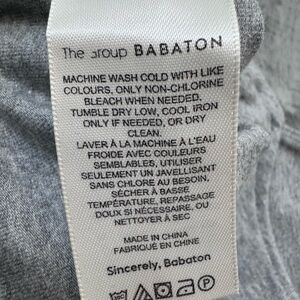 The Group BABATON
MACHINE WASH COLD WITH LIKE
COLOURS, ONLY NON-CHLORINE
BLEACH WHEN NEEDED,
TUMBLE DRY LOW, COOL IRON
ONLY IF NEEDED, OR DRY
CLEAN.
LAVER À LA MACHINE À L'EAU
FROIDE AVEC COULEURS
SEMBLABLES, UTILISER
SEULEMENT UN JAVELLISANT
SANS CHLORE AU BESOIN,
SÉCHER À BASSE
TEMPÉRATURE, REPASSAGE
DOUX SI NÉCESSAIRE, OU
NETTOYER À SEC
MADE IN CHINA
FABRIQUÉ EN CHINE
Sincerely, Babaton